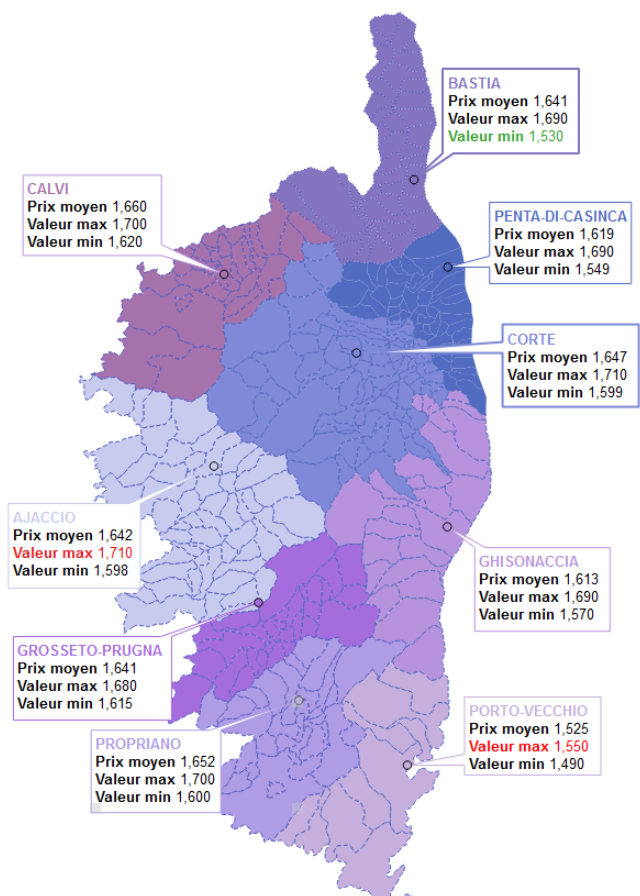 BASTIA
Prix moyen 1,641
Valeur max 1,690
Valeur min 1,530
CALVI
Prix moyen 1,660
Valeur max 1,700
Valeur min 1,620
PENTA-DI-CASINCA
Prix moyen 1,619
Valeur max 1,690
Valeur min 1,549
CORTE
Prix moyen 1,647
Valeur max 1,710
Valeur min 1,599
AJACCIO
Prix moyen 1,642
Valeur max 1,710
Valeur min 1,598
GHISONACCIA
Prix moyen 1,613
Valeur max 1,690
Valeur min 1,570
GROSSETO-PRUGNA
Prix moyen 1,641
Valeur max 1,680
Valeur min 1,615
PORTO-VECCHIO
Prix moyen 1,525
Valeur max 1,550
Valeur min 1,490
PROPRIANO
Prix moyen 1,652
Valeur max 1,700
Valeur min 1,600